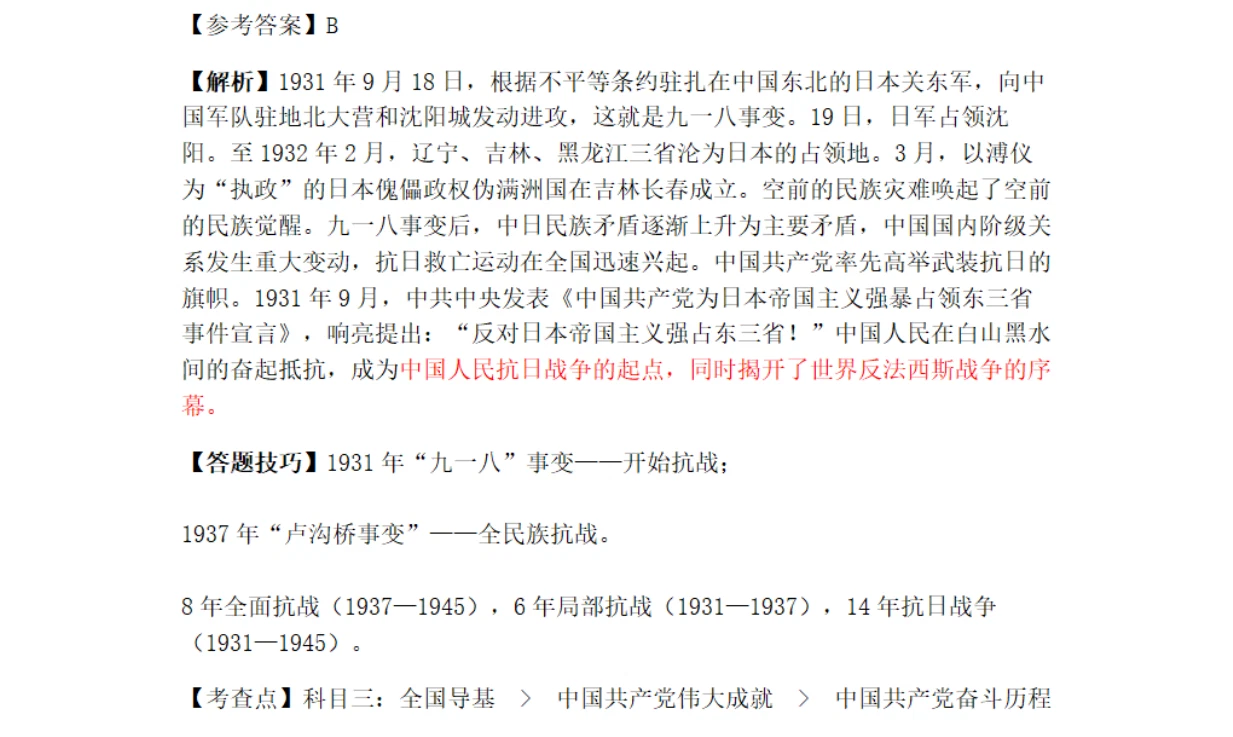 【参考答案】B
【解析】1931 年 9 月 18 日，根据不平等条约驻扎在中国东北的日本关东军，向中
国军队驻地北大营和沈阳城发动进攻，这就是九一八事变。19 日，日军占领沈
阳。至 1932 年 2 月，辽宁、吉林、黑龙江三省沦为日本的占领地。3 月，以溥仪
为“执政”的日本傀儡政权伪满洲国在吉林长春成立。空前的民族灾难唤起了空前
的民族觉醒。九一八事变后，中日民族矛盾逐渐上升为主要矛盾，中国国内阶级关
系发生重大变动，抗日救亡运动在全国迅速兴起。中国共产党率先高举武装抗日的
旗帜。1931 年 9 月，中共中央发表《中国共产党为日本帝国主义强暴占领东三省
事件宣言》，响亮提出：“反对日本帝国主义强占东三省！”中国人民在白山黑水
间的奋起抵抗，成为中国人民抗日战争的起点，同时揭开了世界反法西斯战争的序
幕。
【答题技巧】1931 年“九一八”事变——开始抗战；
1937 年“卢沟桥事变”——全民族抗战。
8 年全面抗战（1937—1945），6 年局部抗战（1931—1937），14 年抗日战争
（1931—1945）。
【考查点】科目三：全国导基 > 中国共产党伟大成就 > 中国共产党奋斗历程